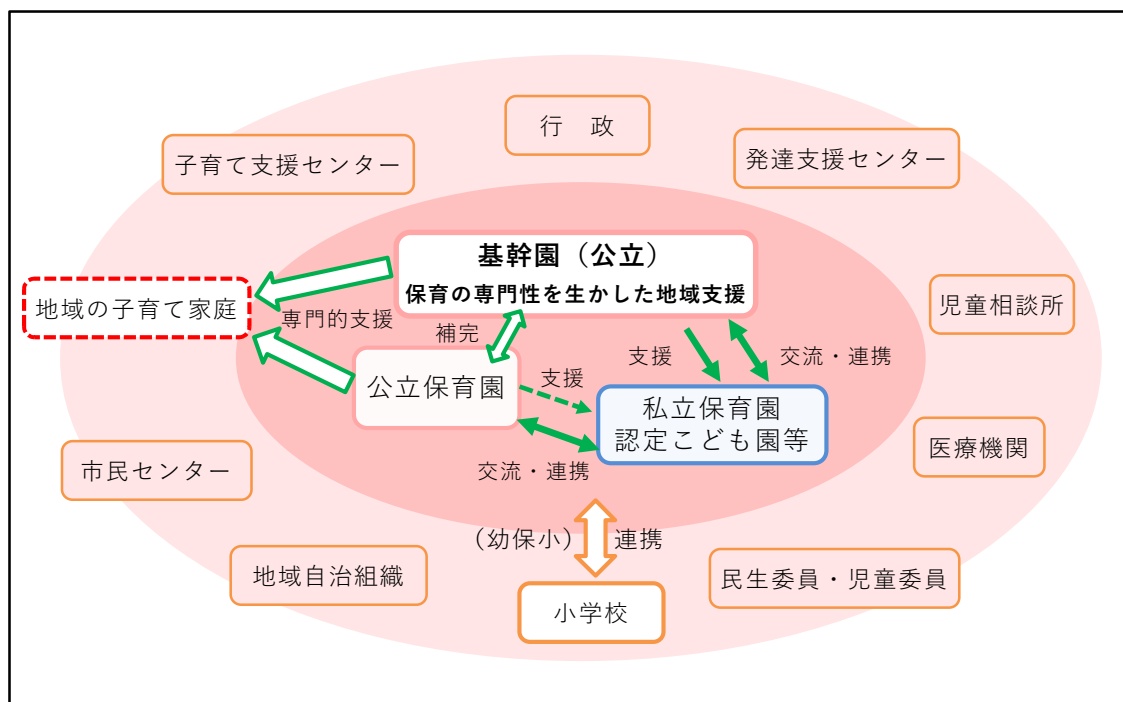 行　政
子育て支援センター
発達支援センター
基幹園（公立）
保育の専門性を生かした地域支援
地域の子育て家庭
児童相談所
専門的支援
補完
支援
交流・連携
公立保育園
支援
私立保育園
認定こども園等
医療機関
市民センター
交流・連携
（幼保小）
連携
地域自治組織
民生委員・児童委員
小学校